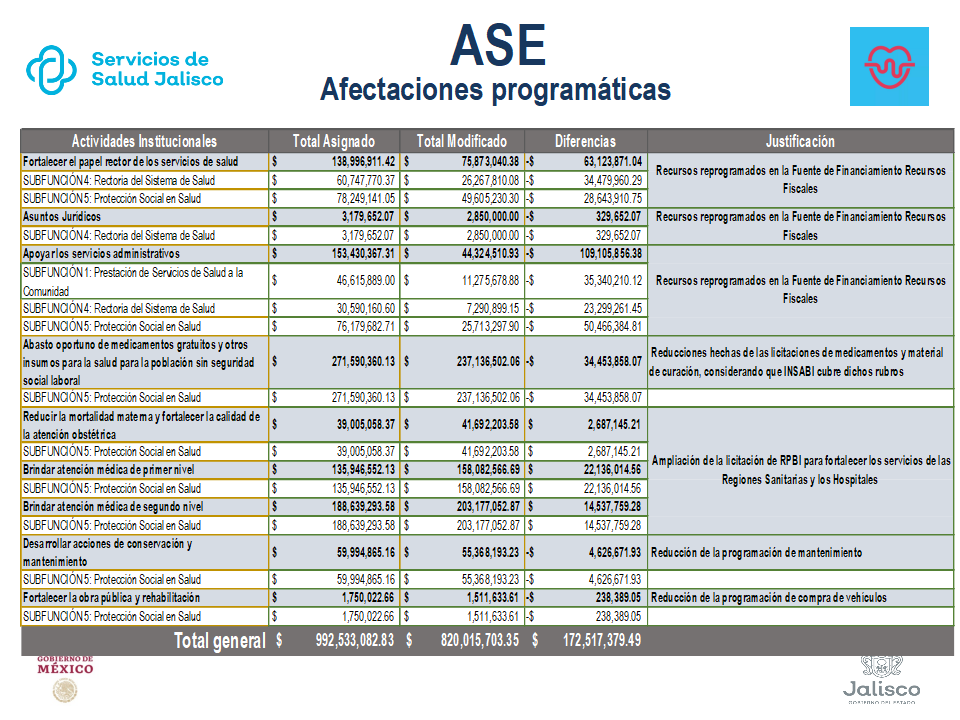 ASE
Servicios de
Salud Jalisco
Afectaciones programáticas
Actividades Institucionales Total Asignado Total Modificado Diferencias Justificación
Fortalecer el papel rector de los servicios de salud $ 138,996,911.42 $ 75,873,040.38 -$ 63,123,871.04
SUBFUNCIÓN 4: Rectoría del Sistema de Salud $ 60,747,770.37 $ 26,267,810.08 -$ 34,479,960.29
SUBFUNCIÓN 5: Protección Social en Salud $ 78,249,141.05 $ 49,605,230.30 -$ 28,643,910.75
Recursos reprogramados en la Fuente de Financiamiento Recursos
Fiscales
Asuntos Jurídicos $ 3,179,652.07 $ 2,850,000.00 -$ 329,652.07
SUBFUNCIÓN 4: Rectoría del Sistema de Salud $ 3,179,652.07 $ 2,850,000.00 -$ 329,652.07
Recursos reprogramados en la Fuente de Financiamiento Recursos
Fiscales
Apoyar los servicios administrativos $ 153,430,367.31 $ 44,324,510.93 -$ 109,105,856.38
SUBFUNCIÓN 1: Prestación de Servicios de Salud a la
Comunidad $ 46,615,889.00 $ 11,275,678.88 -$ 35,340,210.12
SUBFUNCIÓN 4: Rectoría del Sistema de Salud $ 30,590,160.60 $ 7,290,899.15 -$ 23,299,261.45
SUBFUNCIÓN 5: Protección Social en Salud $ 76,179,682.71 $ 25,713,297.90 -$ 50,466,384.81
Recursos reprogramados en la Fuente de Financiamiento Recursos
Fiscales
Abasto oportuno de medicamentos gratuitos y otros
insumos para la salud para la población sin seguridad
social laboral $ 271,590,360.13 $ 237,136,502.06 -$ 34,453,858.07
Reducciones hechas de las licitaciones de medicamentos y material
de curación, considerando que INSABI cubre dichos rubros
SUBFUNCIÓN 5: Protección Social en Salud $ 271,590,360.13 $ 237,136,502.06 -$ 34,453,858.07
Reducir la mortalidad materna y fortalecer la calidad de
la atención obstétrica $ 39,005,058.37 $ 41,692,203.58 $ 2,687,145.21
SUBFUNCIÓN 5: Protección Social en Salud $ 39,005,058.37 $ 41,692,203.58 $ 2,687,145.21
Brindar atención médica de primer nivel $ 135,946,552.13 $ 158,082,566.69 $ 22,136,014.56
SUBFUNCIÓN 5: Protección Social en Salud $ 135,946,552.13 $ 158,082,566.69 $ 22,136,014.56
Brindar atención médica de segundo nivel $ 188,639,293.58 $ 203,177,052.87 $ 14,537,759.28
SUBFUNCIÓN 5: Protección Social en Salud $ 188,639,293.58 $ 203,177,052.87 $ 14,537,759.28
Ampliación de la licitación de RPBI para fortalecer los servicios de las
Regiones Sanitarias y los Hospitales
Desarrollar acciones de conservación y
mantenimiento $ 59,994,865.16 $ 55,368,193.23 -$ 4,626,671.93 Reducción de la programación de mantenimiento
SUBFUNCIÓN 5: Protección Social en Salud $ 59,994,865.16 $ 55,368,193.23 -$ 4,626,671.93
Fortalecer la obra pública y rehabilitación $ 1,750,022.66 $ 1,511,633.61 -$ 238,389.05 Reducción de la programación de compra de vehículos
SUBFUNCIÓN 5: Protección Social en Salud $ 1,750,022.66 $ 1,511,633.61 -$ 238,389.05
Total general $ 992,533,082.83 $ 820,015,703.35 $ 172,517,379.49
GOBIERNO DE
MÉXICO
Jalisco
GOBIERNO DEL ESTADO